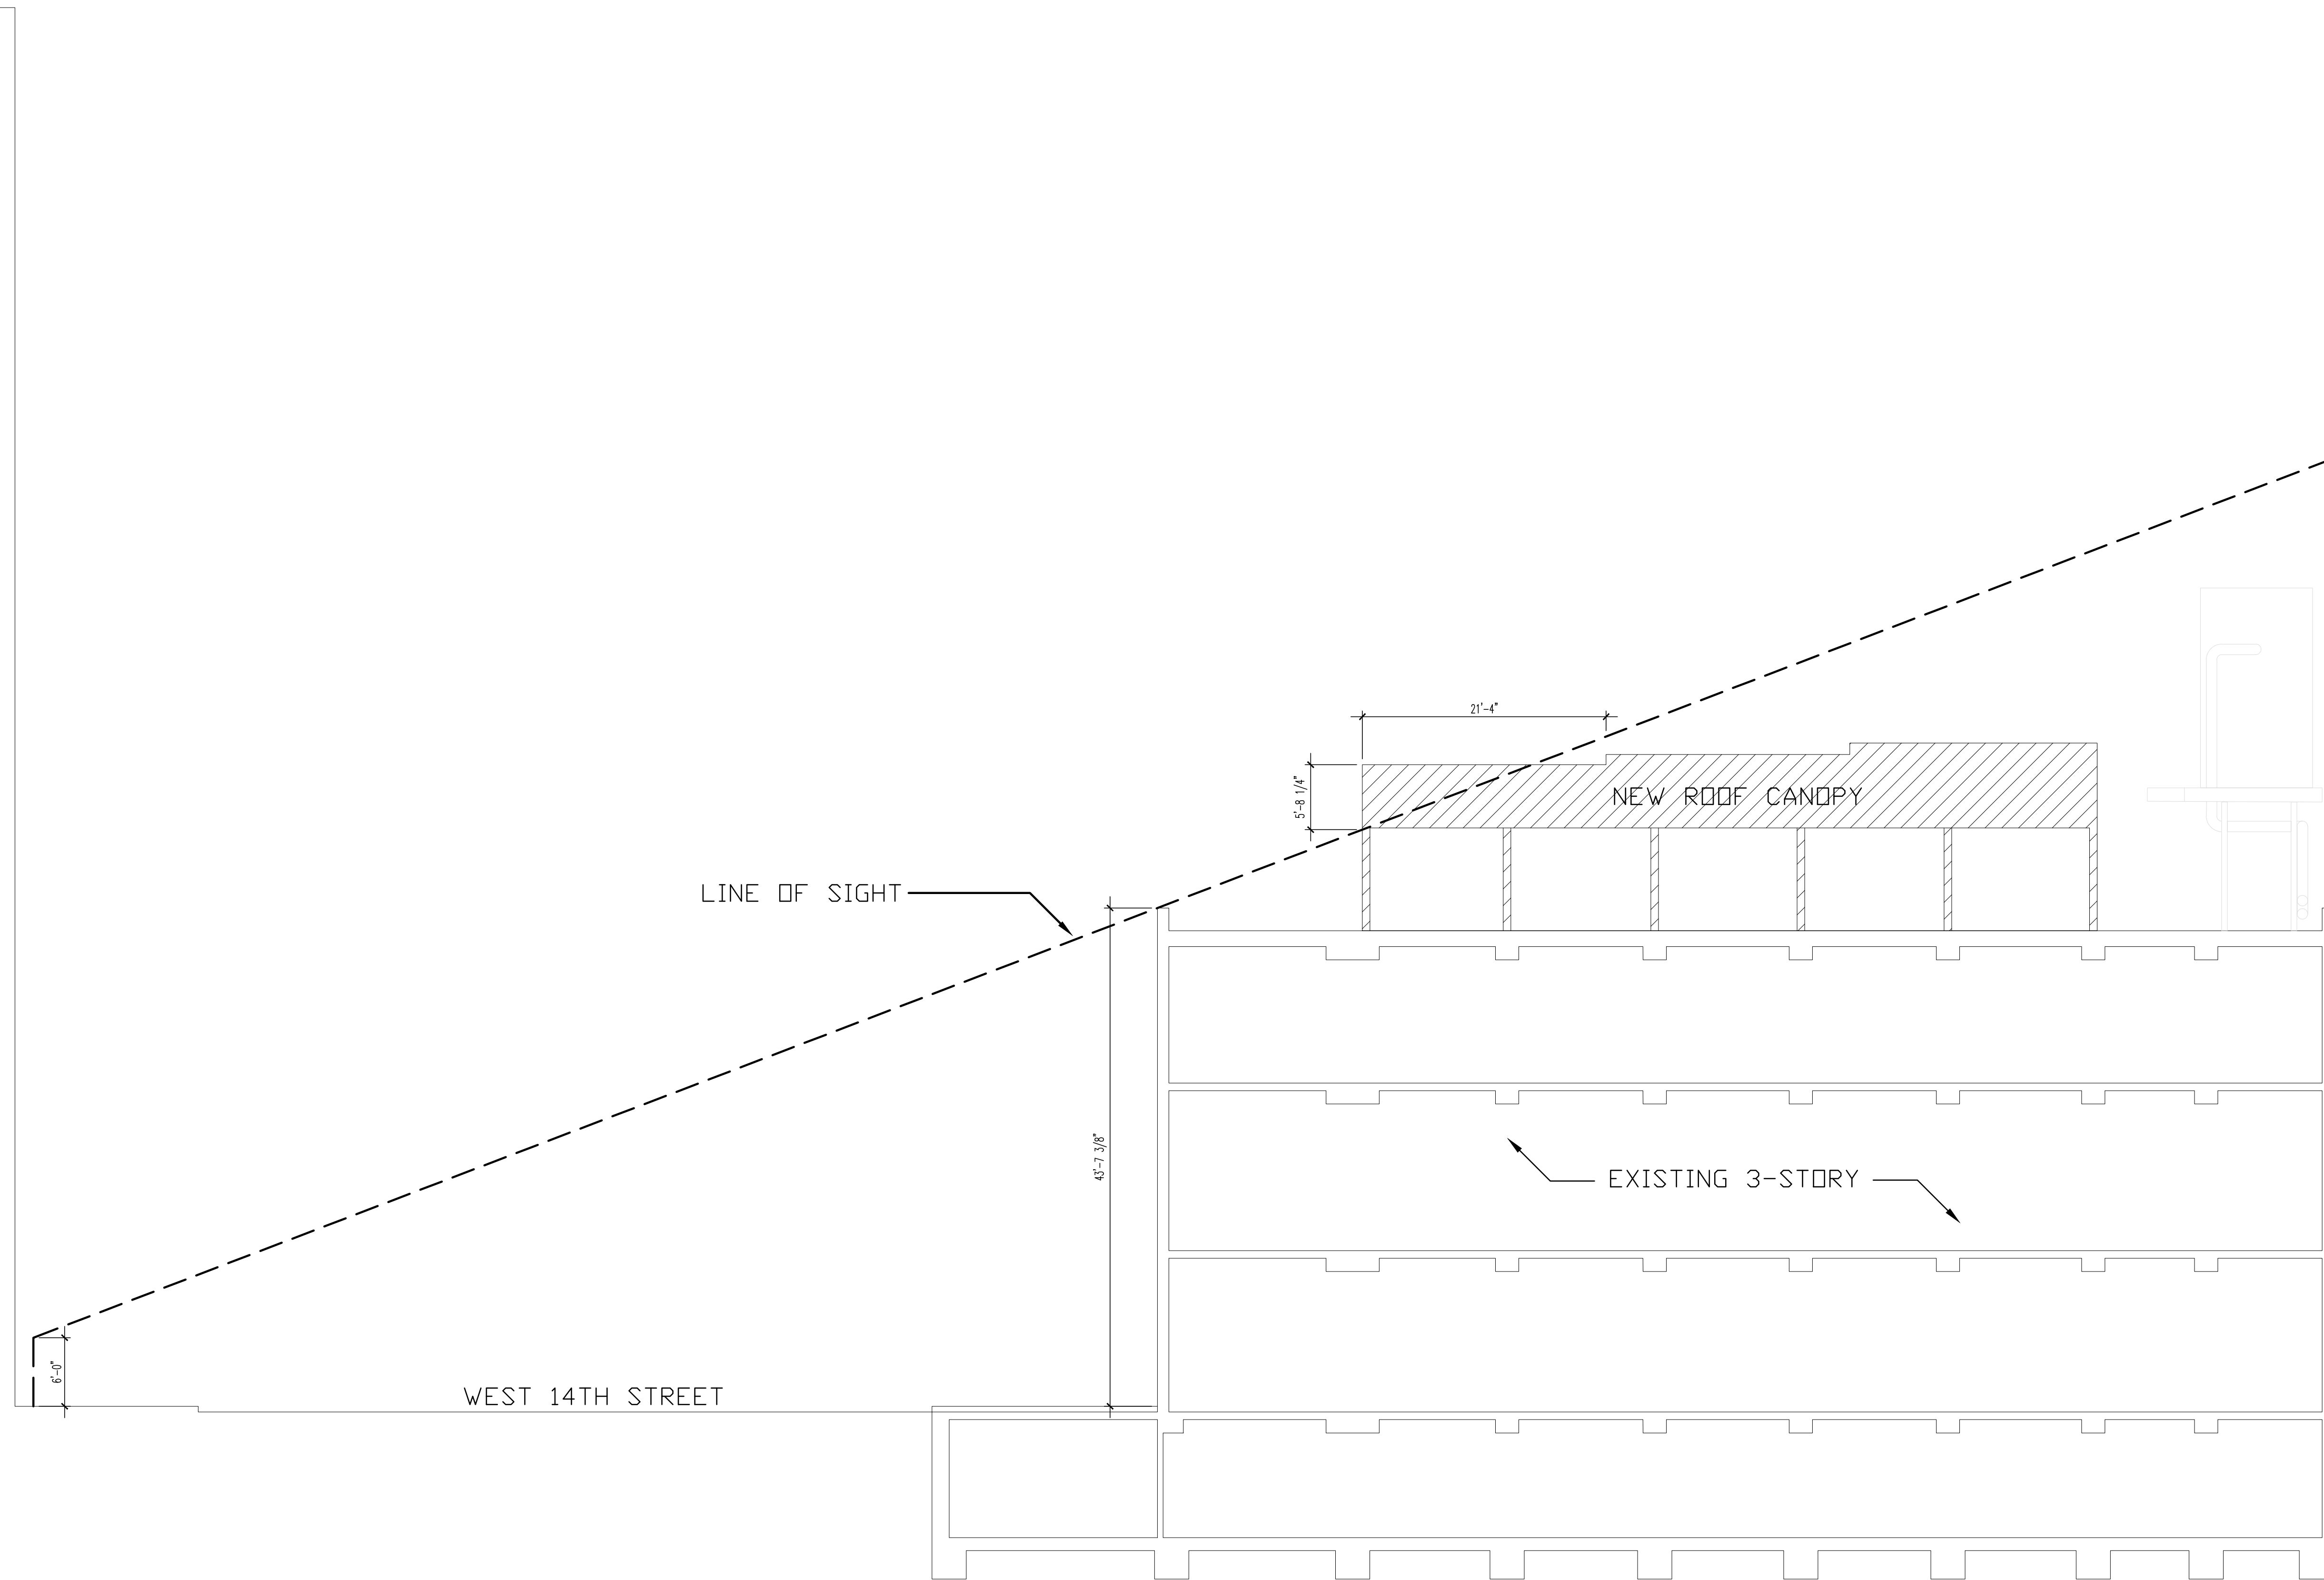 21'-4"
5'-8 1/4"
NEW ROOF CANOPY
LINE OF SIGHT
43'-7 3/8"
EXISTING 3-STORY
6'-0"
WEST 14TH STREET